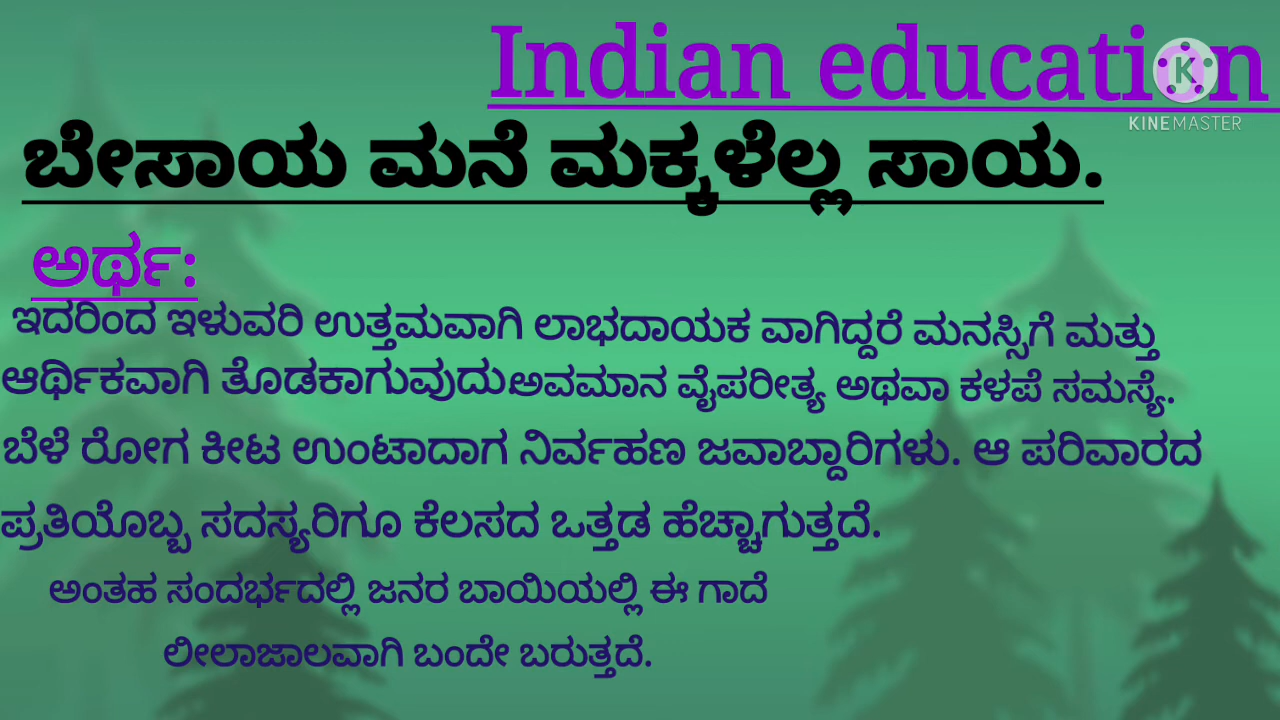 Indian education
KINEMASTER
ಬೇಸಾಯ ಮನೆ ಮಕ್ಕಳೆಲ್ಲ ಸಾಯ.
ಅರ್ಥ:
ಇದರಿಂದ ಇಳುವರಿ ಉತ್ತಮವಾಗಿ ಲಾಭದಾಯಕ ವಾಗಿದ್ದರೆ ಮನಸ್ಸಿಗೆ ಮತ್ತು
ಆರ್ಥಿಕವಾಗಿ ತೊಡಕಾಗುವುದು.ಅವಮಾನ ವೈಪರೀತ್ಯ ಅಥವಾ ಕಳಪೆ ಸಮಸ್ಯೆ.
ಬೆಳೆ ರೋಗ ಕೀಟ ಉಂಟಾದಾಗ ನಿರ್ವಹಣ ಜವಾಬ್ದಾರಿಗಳು. ಆ ಪರಿವಾರದ
ಪ್ರತಿಯೊಬ್ಬ ಸದಸ್ಯರಿಗೂ ಕೆಲಸದ ಒತ್ತಡ ಹೆಚ್ಚಾಗುತ್ತದೆ.
ಅಂತಹ ಸಂದರ್ಭದಲ್ಲಿ ಜನರ ಬಾಯಿಯಲ್ಲಿ ಈ ಗಾದೆ
ಲೀಲಾಜಾಲವಾಗಿ ಬಂದೇ ಬರುತ್ತದೆ.